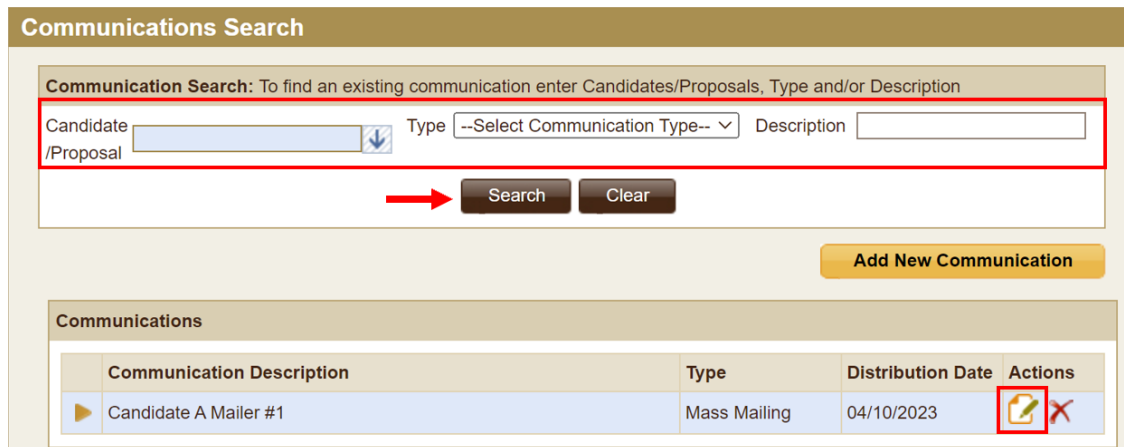 Communications Search
Communication Search: To find an existing communication enter Candidates/Proposals, Type and/or Description
Candidate
/Proposal
Type --Select Communication Type-- Description
Search Clear
Add New Communication
Communications
Communication Description Type Distribution Date Actions
Candidate A Mailer #1 Mass Mailing 04/10/2023